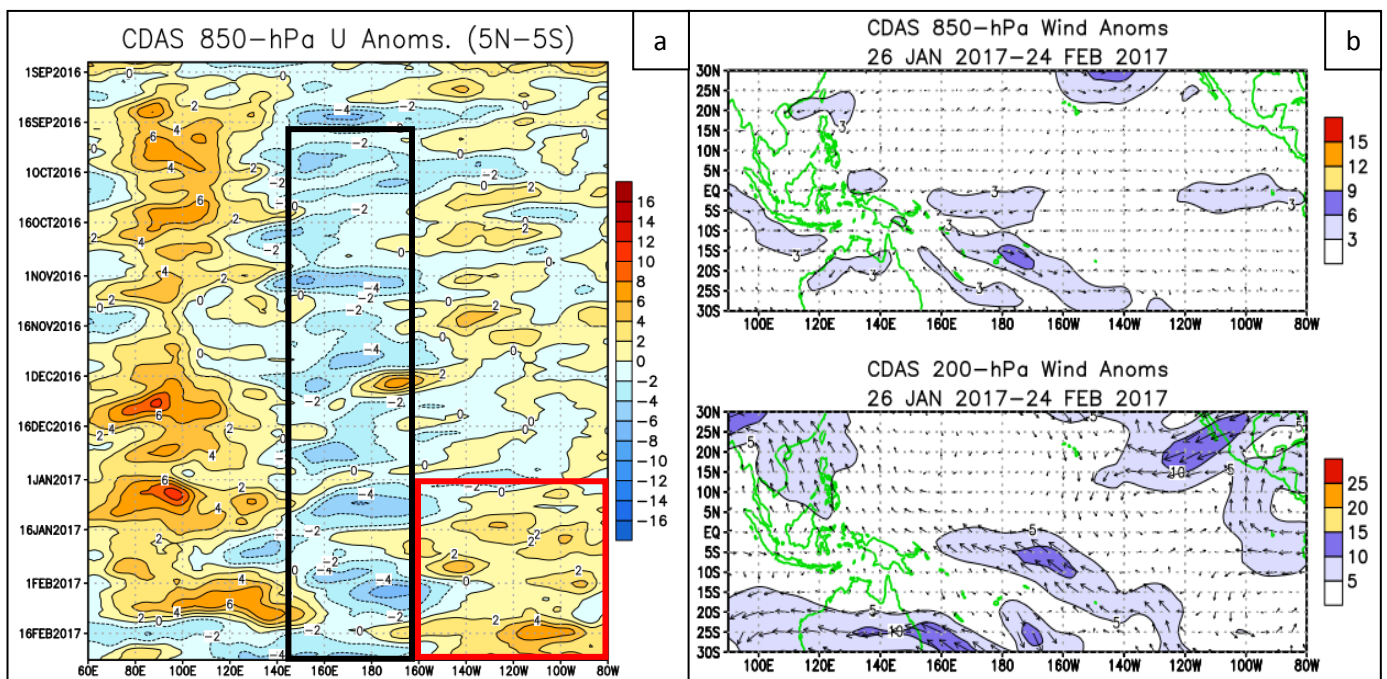 CDAS 850-hPa U Anoms. (5N-5S)
a
1SEP2016
16SEP2016
1OCT2016
16OCT2016
1NOV2016
16NOV2016
1DEC2016
16DEC2016
1JAN2017
16JAN2017
1FEB2017
16FEB2017
60E 80E 100E 120E 140E 160E 180 160W 140W 120W 100W 80W
16
14
12
10
8
6
4
2
0
-2
-4
-6
-8
-10
-12
-14
-16
b
CDAS 850-hPa Wind Anoms
26 JAN 2017-24 FEB 2017
30N
25N
20N
15N
10N
5N
EQ
5S
10S
15S
20S
25S
30S
100E 120E 140E 160E 180 160W 140W 120W 100W 80W
15
12
9
6
3
CDAS 200-hPa Wind Anoms
26 JAN 2017-24 FEB 2017
30N
25N
20N
15N
10N
5N
EQ
5S
10S
15S
20S
25S
30S
100E 120E 140E 160E 180 160W 140W 120W 100W 80W
25
20
15
10
5